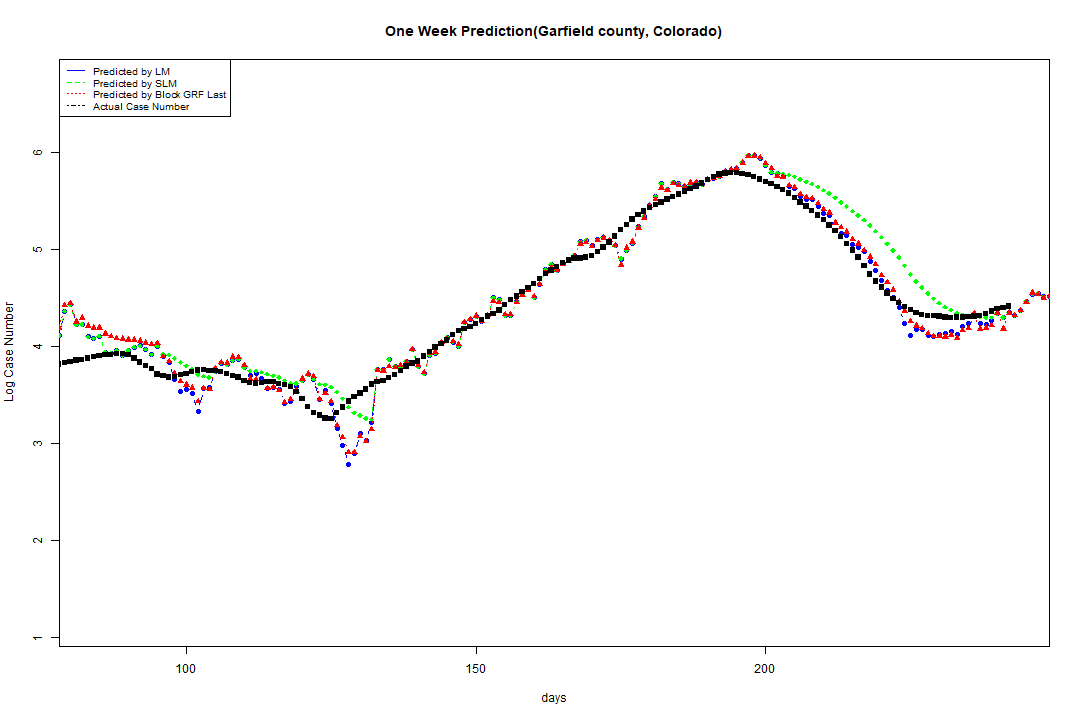 One Week Prediction(Garfield county, Colorado)
Predicted by LM
Predicted by SLM
Predicted by Block GRF Last
Actual Case Number
Log Case Number
6
5
4
3
2
1
100 150 200
days